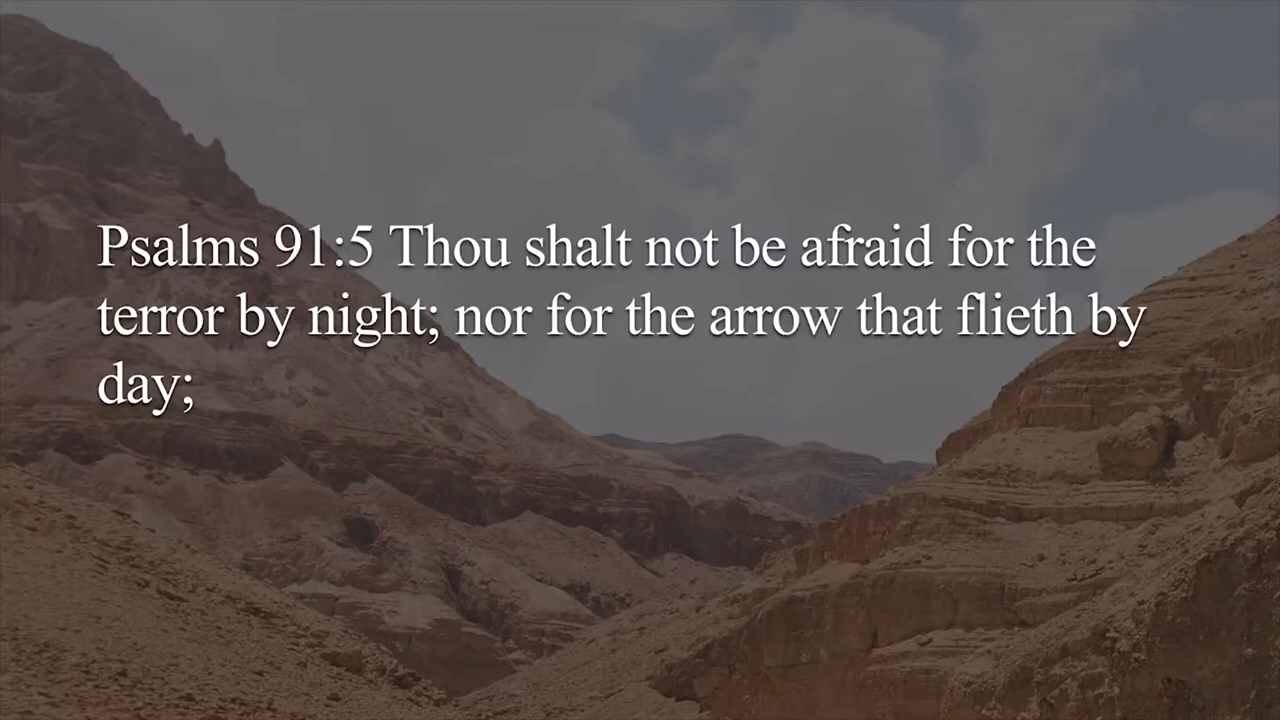 Psalms 91:5 Thou shalt not be afraid for the
terror by night; nor for the arrow that flieth by
day;